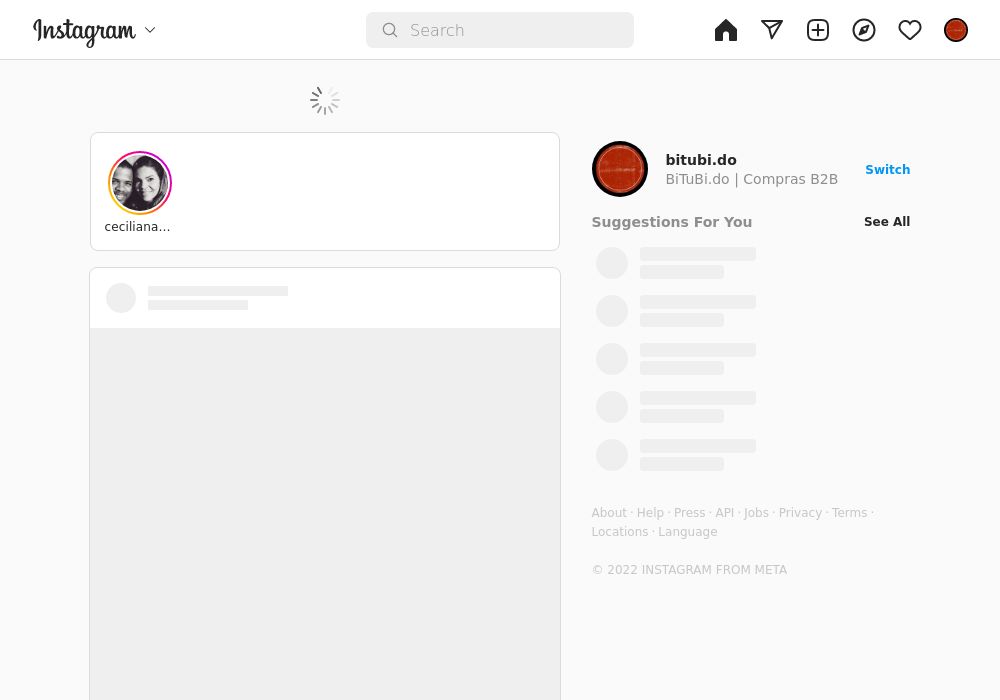 Instagram
Search
ceciliana...
bitubi.do
BiTuBi.do | Compras B2B
Switch
Suggestions For You
See All
About · Help · Press · API · Jobs · Privacy · Terms ·
Locations · Language
© 2022 INSTAGRAM FROM META